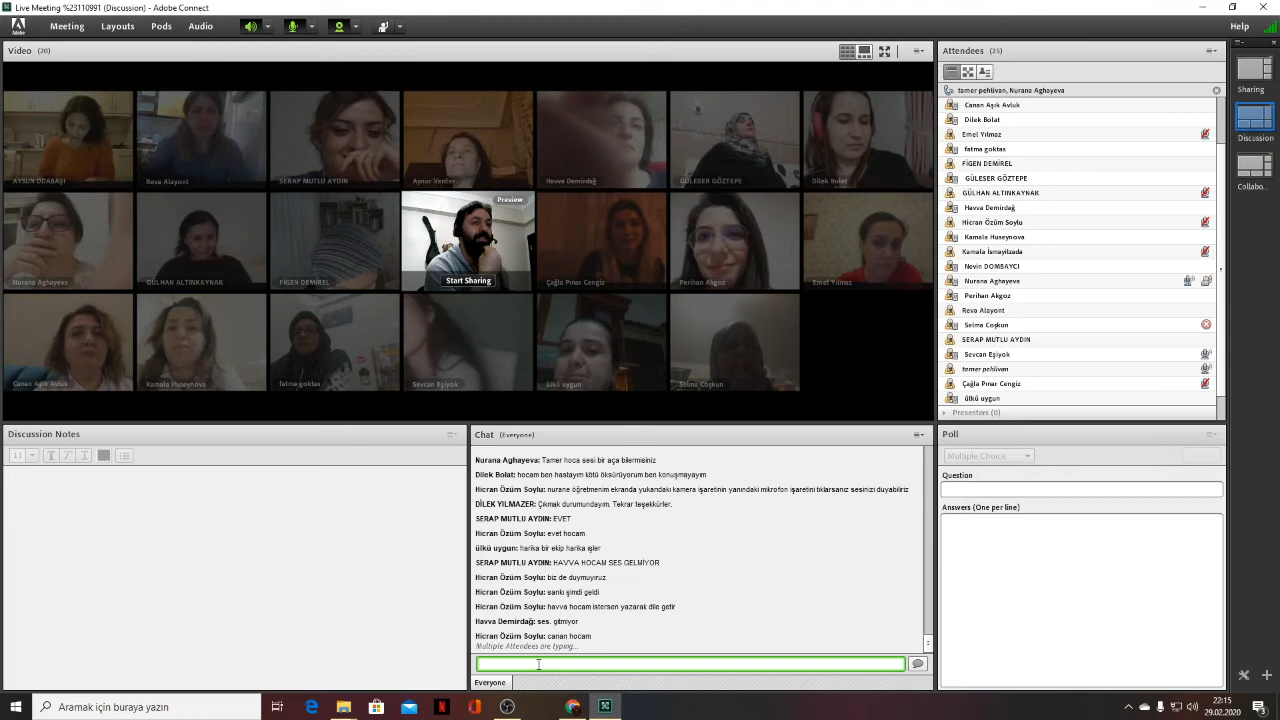 Live Meeting %23110991 (Discussion) - Adobe Connect
Adobe
Meeting
Layouts
Pods
Audio
Help
Video (20)
AYSUN ODABAŞI
Reva Alayont
SERAP MUTLU AYDIN
Aynur Vartler
Havva Demirdağ
GÜLESER GÖZTEPE
Dilek Bolat
Nurana Aghayeva
GÜLHAN ALTINKAYNAK
FİGEN DEMİREL
Preview
Start Sharing
Çağla Pınar Cengiz
Perihan Akgoz
Emel Yılmaz
Canan Aşık Avluk
Kamala Huseynova
fatma goktas
Sevcan Eşiyok
ülkü uygun
Selma Coşkun
Attendees (25)
tamer pehlivan, Nurana Aghayeva
Canan Aşık Avluk
Dilek Bolat
Emel Yılmaz
fatma goktas
FİGEN DEMİREL
GÜLESER GÖZTEPE
GÜLHAN ALTINKAYNAK
Havva Demirdağ
Hicran Özüm Soylu
Kamala Huseynova
Kamala İsmayilzada
Nevin DOMBAYCI
Nurana Aghayeva
Perihan Akgoz
Reva Alayont
Selma Coşkun
SERAP MUTLU AYDIN
Sevcan Eşiyok
tamer pehlivan
Çağla Pınar Cengiz
ülkü uygun
Presenters (0)
Sharing
Discussion
Collabo...
Discussion Notes
11
T
T
T
Chat (Everyone)
Nurana Aghayeva: Tamer hoca sesi bir aça bilermisiniz
Dilek Bolat: hocam ben hastayım kötü öksürüyorum ben konuşmayayım
Hicran Özüm Soylu: nurane öğretmenim ekranda yukarıdaki kamera işaretinin yanındaki mikrofon işaretini tıklarsanız sesinizi duyabiliriz
DİLEK YILMAZER: Çıkmak durumundayım. Tekrar teşekkürler.
SERAP MUTLU AYDIN: EVET
Hicran Özüm Soylu: evet hocam
ülkü uygun: harika bir ekip harika işler
SERAP MUTLU AYDIN: HAVVA HOCAM SES GELMİYOR
Hicran Özüm Soylu: biz de duymuyıruz
Hicran Özüm Soylu: sankı şimdi geldi
Hicran Özüm Soylu: havva hocam istersen yazarak dile getir
Havva Demirdağ: ses. gitmiyor
Hicran Özüm Soylu: canan hocam
Multiple Attendees are typing...
Everyone
Poll
Multiple Choice
Question
Answers (One per line)
Aramak için buraya yazın
22:15
29.02.2020